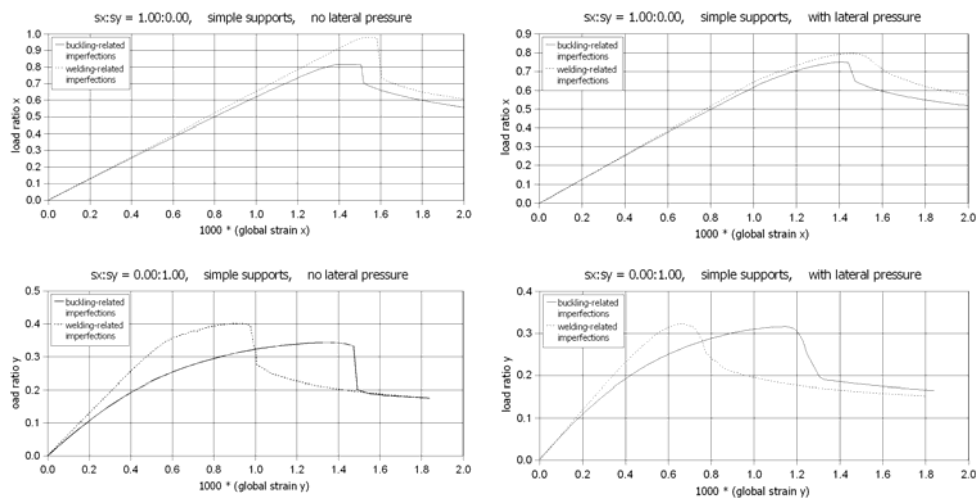 sx:sy = 1.00:0.00, simple supports, no lateral pressure
1.0
0.9
0.8
0.7
0.6
0.5
0.4
0.3
0.2
0.1
0.0
load ratio x
buckling-related
imperfections
welding-related
imperfections
0.0 0.2 0.4 0.6 0.8 1.0 1.2 1.4 1.6 1.8 2.0
1000 * (global strain x)
sx:sy = 1.00:0.00, simple supports, with lateral pressure
0.9
0.8
0.7
0.6
0.5
0.4
0.3
0.2
0.1
0.0
load ratio x
buckling-related
imperfections
welding-related
imperfections
0.0 0.2 0.4 0.6 0.8 1.0 1.2 1.4 1.6 1.8 2.0
1000 * (global strain x)
sx:sy = 0.00:1.00, simple supports, no lateral pressure
0.5
0.4
0.3
0.2
0.1
0.0
oad ratio y
buckling-related
imperfections
welding-related
imperfections
0.0 0.2 0.4 0.6 0.8 1.0 1.2 1.4 1.6 1.8 2.0
1000 * (global strain y)
sx:sy = 0.00:1.00, simple supports, with lateral pressure
0.4
0.3
0.2
0.1
0.0
load ratio y
buckling-related
imperfections
welding-related
imperfections
0.0 0.2 0.4 0.6 0.8 1.0 1.2 1.4 1.6 1.8 2.0
1000 * (global strain y)